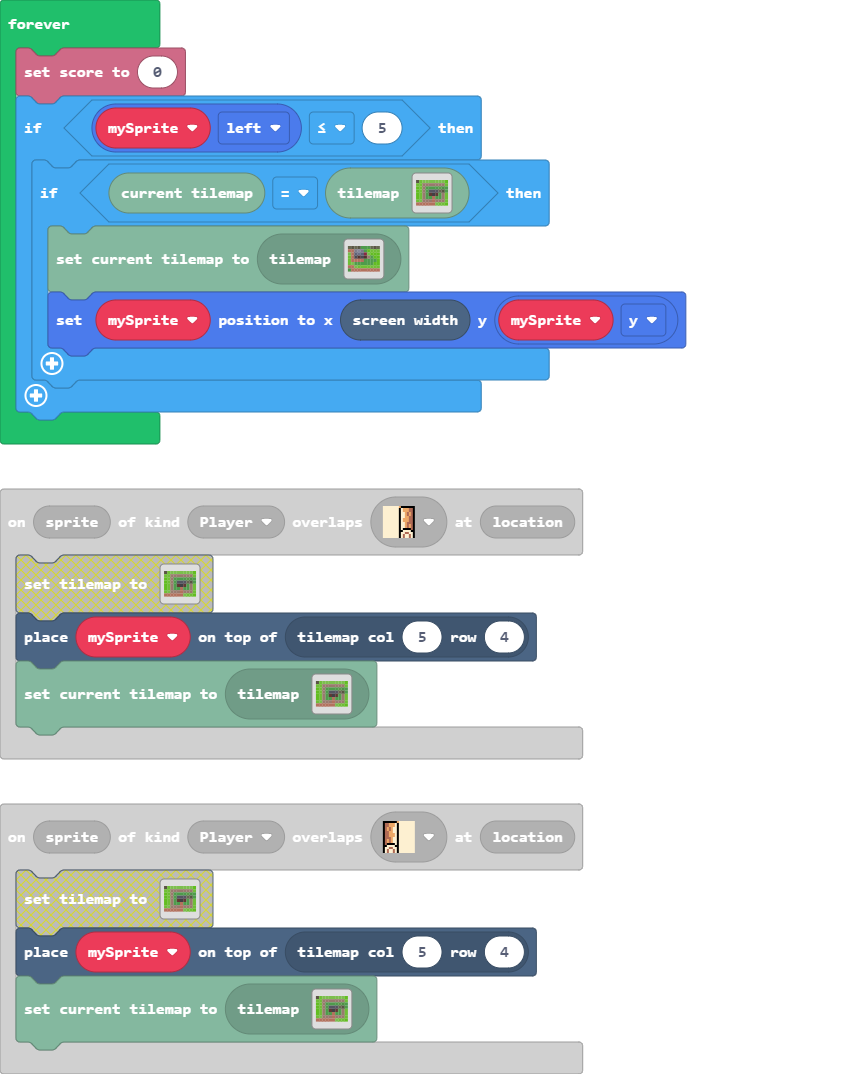 forever
set score to 0
if mySprite left ≤ 5 then
if current tilemap = tilemap then
set current tilemap to tilemap
set mySprite position to x screen width y mySprite y
on sprite of kind Player overlaps at location
set tilemap to
place mySprite on top of tilemap col 5 row 4
set current tilemap to tilemap
on sprite of kind Player overlaps at location
set tilemap to
place mySprite on top of tilemap col 5 row 4
set current tilemap to tilemap